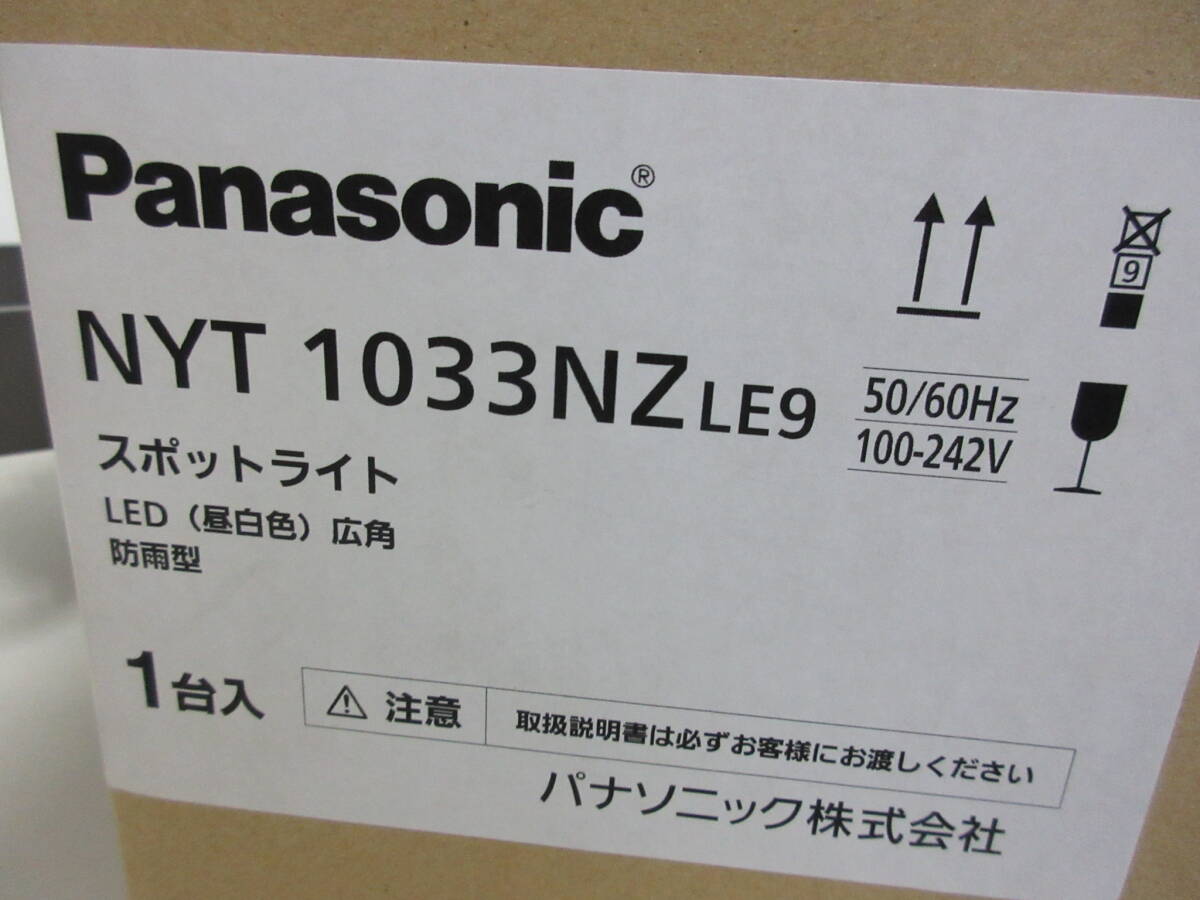 Panasonic®
NYT 1033NZ LE9
50/60Hz
100-242V
9
スポットライト
LED（昼白色）広角
防雨型
1台入
注意
取扱説明書は必ずお客様にお渡しください
パナソニック株式会社